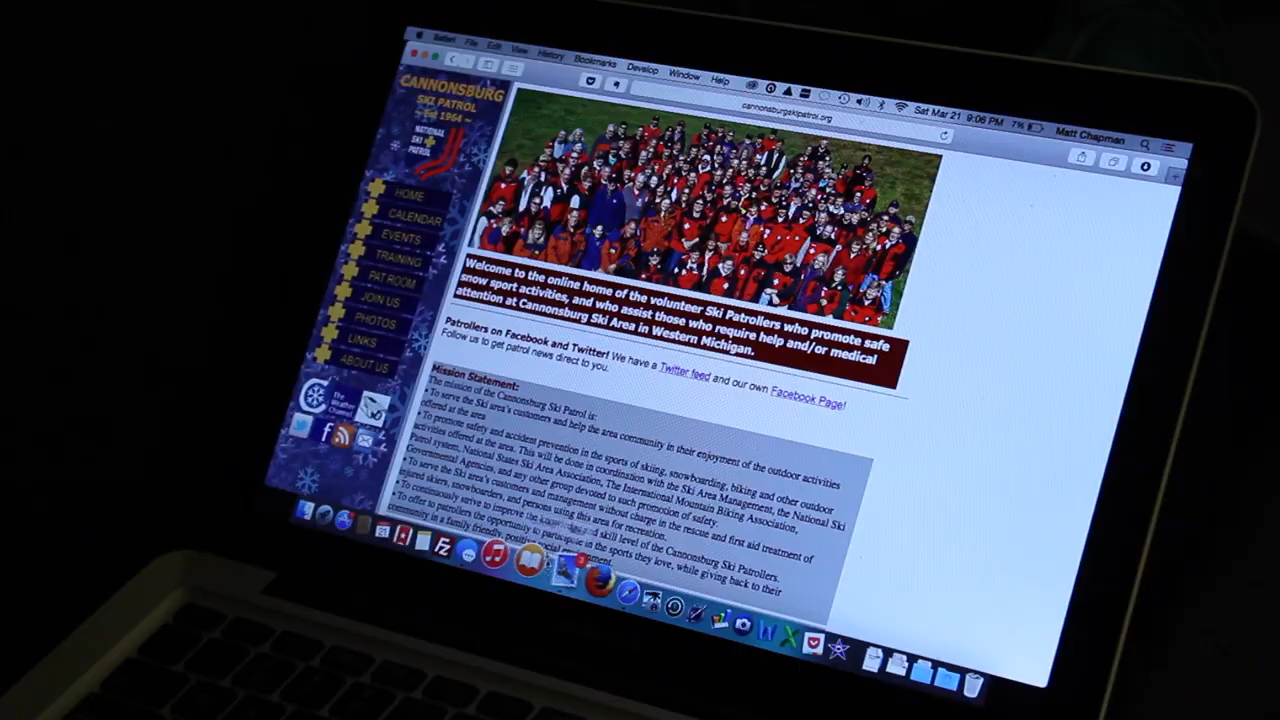 Safari File Edit View History Bookmarks Develop Window Help Sat Mar 21 9:06 PM 7% Matt Chapman
cannonsburgskipatrol.org
CANNONSBURG
SKI PATROL
~ Est 1964 ~
NATIONAL
SKI
PATROL
HOME
CALENDAR
EVENTS
TRAINING
PAT ROOM
JOIN US
PHOTOS
LINKS
ABOUT US
The
Weather
Channel
Welcome to the online home of the volunteer Ski Patrollers who promote safe
snow sport activities, and who assist those who require help and/or medical
attention at Cannonsburg Ski Area in Western Michigan.
Patrollers on Facebook and Twitter! We have a Twitter feed and our own Facebook Page!
Follow us to get patrol news direct to you.
Mission Statement:
The mission of the Cannonsburg Ski Patrol is:
• To serve the Ski area's customers and help the area community in their enjoyment of the outdoor activities
offered at the area
• To promote safety and accident prevention in the sports of skiing, snowboarding, biking and other outdoor
activities offered at the area. This will be done in coordination with the Ski Area Management, the National Ski
Patrol system, National States Ski Area Association, The International Mountain Biking Association,
Governmental Agencies, and any other group devoted to such promotion of safety.
• To serve the Ski area's customers and management without charge in the rescue and first aid treatment of
injured skiers, snowboarders, and persons using this area for recreation.
• To continuously strive to improve the knowledge and skill level of the Cannonsburg Ski Patrollers.
• To offer to patrollers the opportunity to participate in the sports they love, while giving back to their
community in a family friendly, positive social environment.
21
3